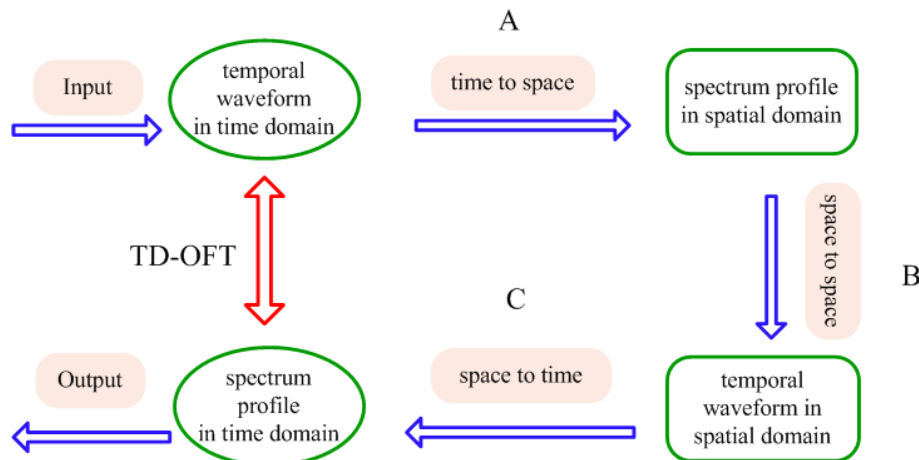 A
Input
temporal
waveform
in time domain
time to space
spectrum profile
in spatial domain
space to space
B
TD-OFT
C
Output
spectrum
profile
in time domain
space to time
temporal
waveform in
spatial domain